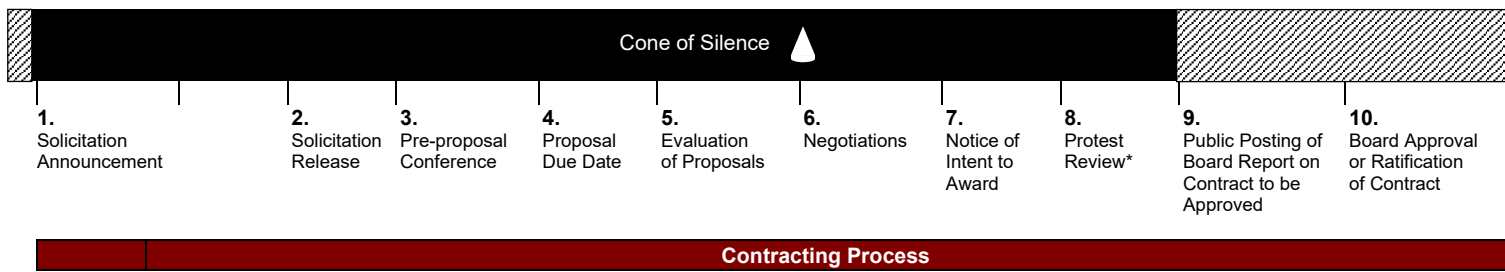 Cone of Silence
1.
Solicitation
Announcement
2.
Solicitation
Release
3.
Pre-proposal
Conference
4.
Proposal
Due Date
5.
Evaluation
of Proposals
6.
Negotiations
7.
Notice of
Intent to
Award
8.
Protest
Review*
9.
Public Posting of
Board Report on
Contract to be
Approved
10.
Board Approval
or Ratification
of Contract
Contracting Process